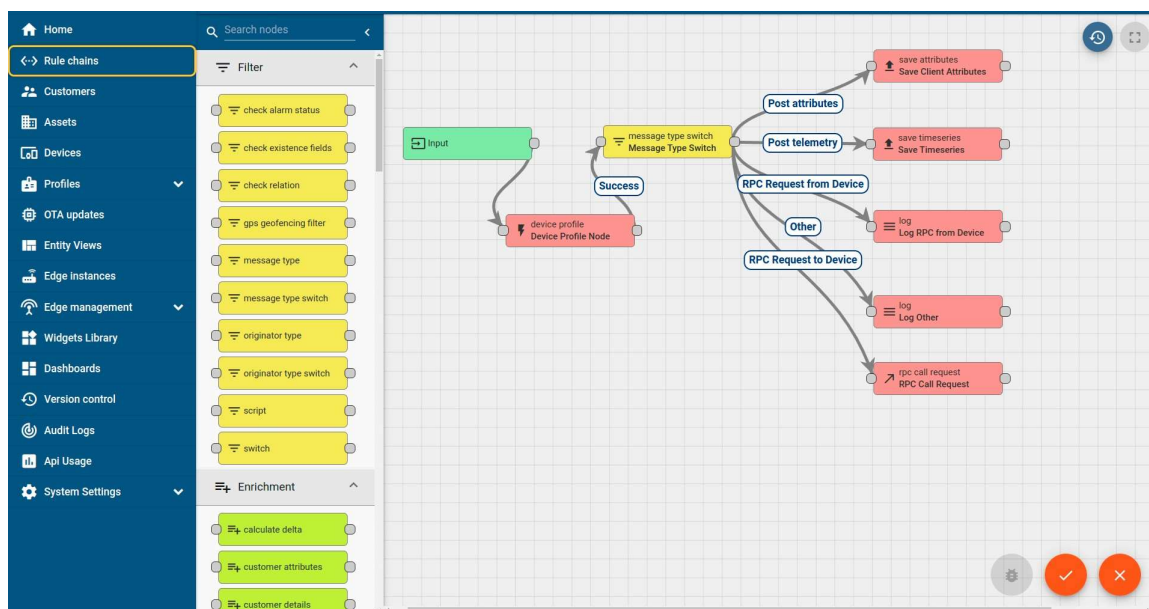 Home
Rule chains
Customers
Assets
Devices
Profiles
OTA updates
Entity Views
Edge instances
Edge management
Widgets Library
Dashboards
Version control
Audit Logs
Api Usage
System Settings
Search nodes
Filter
check alarm status
check existence fields
check relation
gps geofencing filter
message type
message type switch
originator type
originator type switch
script
switch
Enrichment
calculate delta
customer attributes
customer details
Input
device profile
Device Profile Node
Success
message type switch
Message Type Switch
Post attributes
Post telemetry
RPC Request from Device
Other
RPC Request to Device
save attributes
Save Client Attributes
save timeseries
Save Timeseries
log
Log RPC from Device
log
Log Other
rpc call request
RPC Call Request